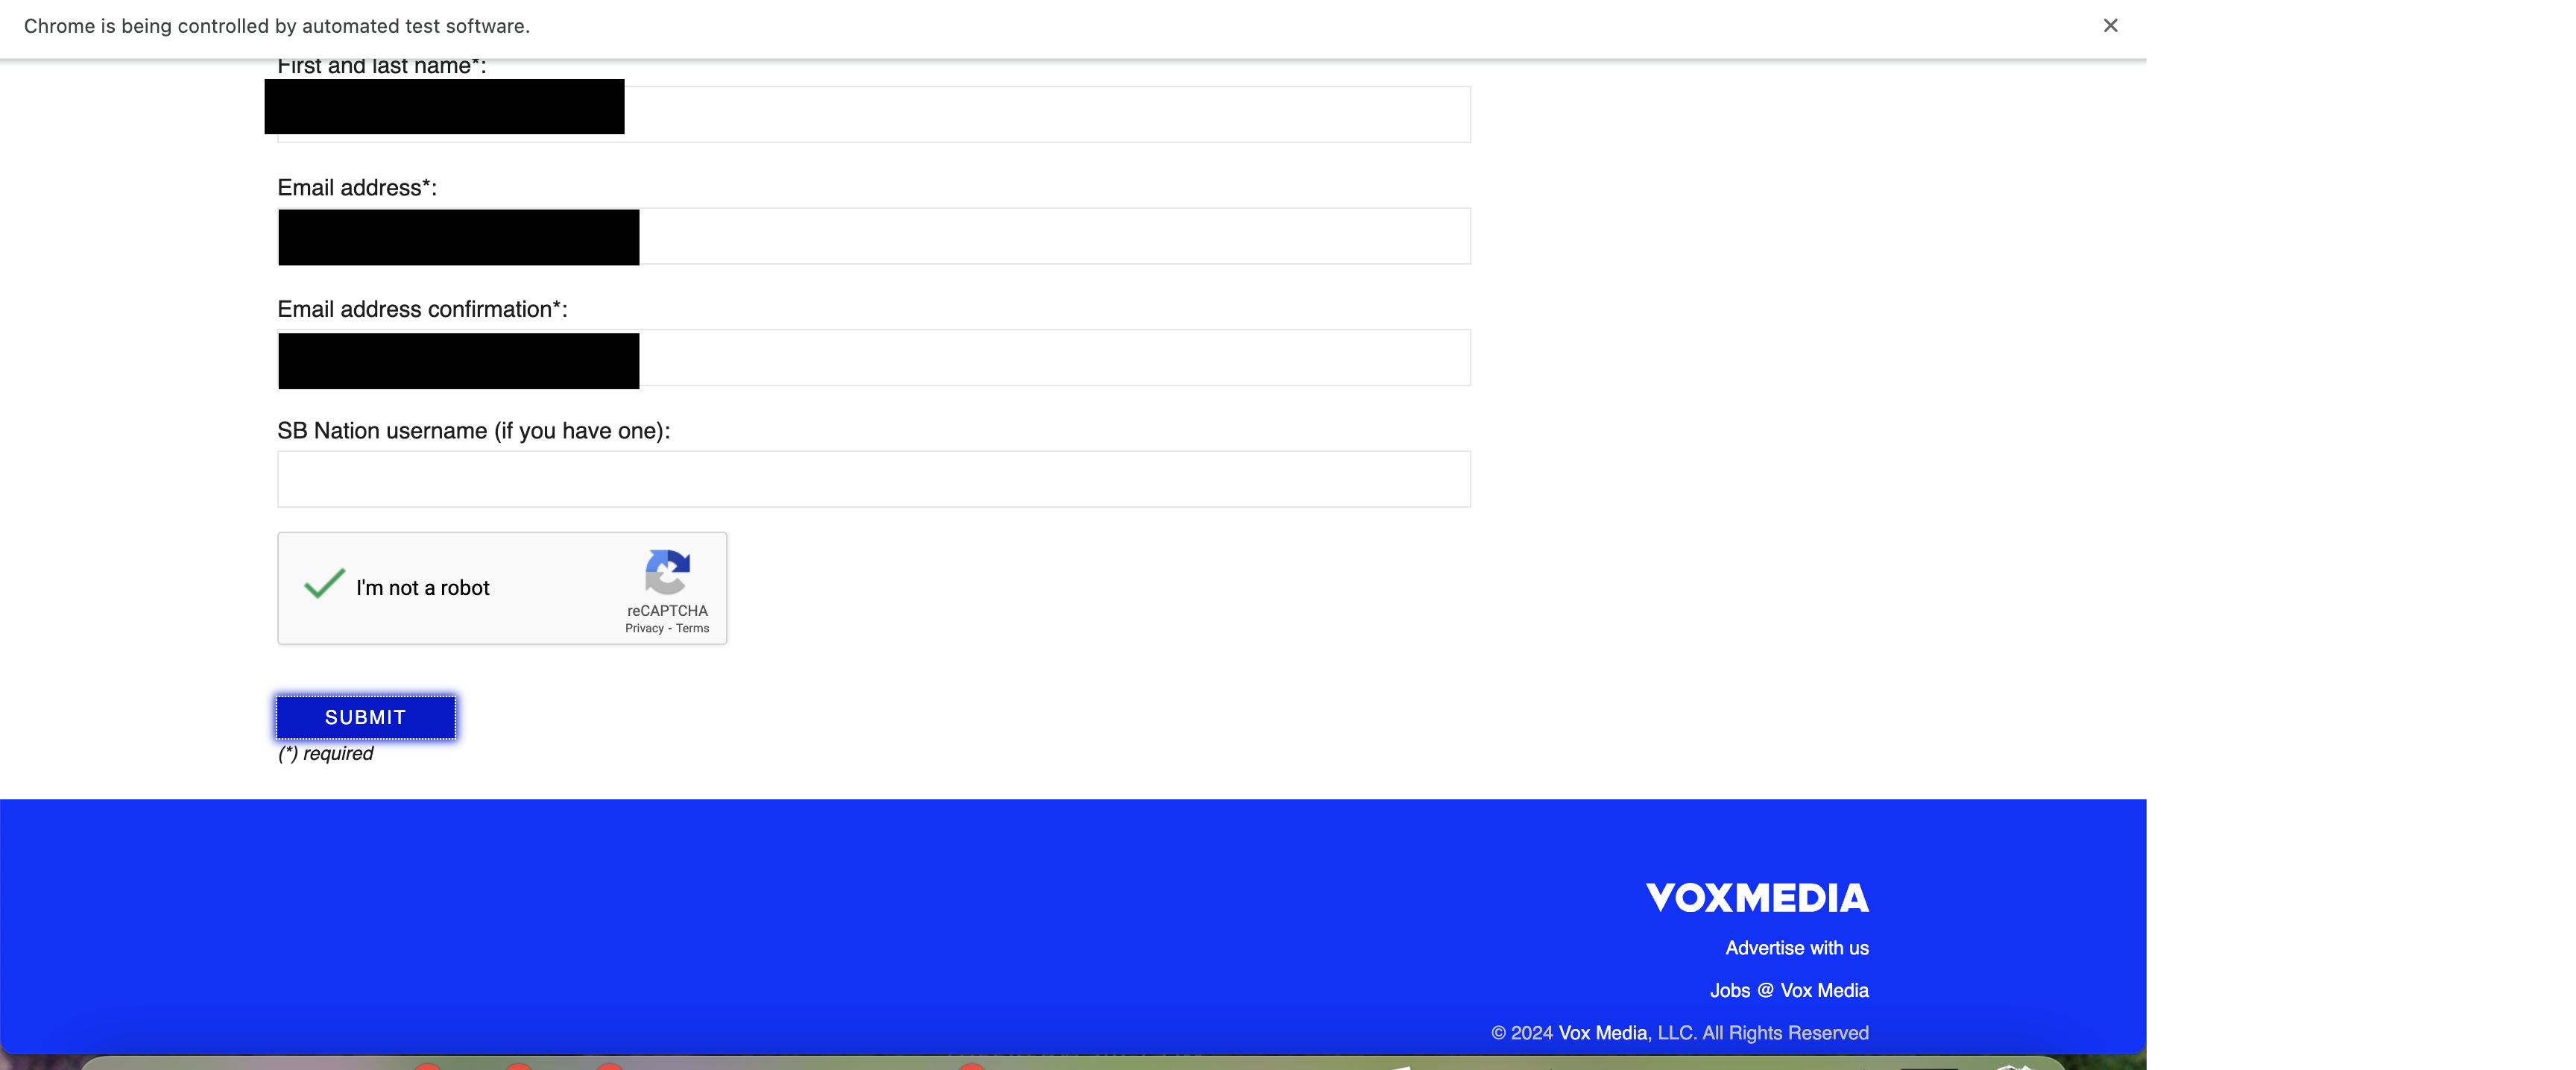 Chrome is being controlled by automated test software.
First and last name*:
Email address*:
Email address confirmation*:
SB Nation username (if you have one):
I'm not a robot
reCAPTCHA
Privacy - Terms
SUBMIT
(*) required
VOXMEDIA
Advertise with us
Jobs @ Vox Media
© 2024 Vox Media, LLC. All Rights Reserved